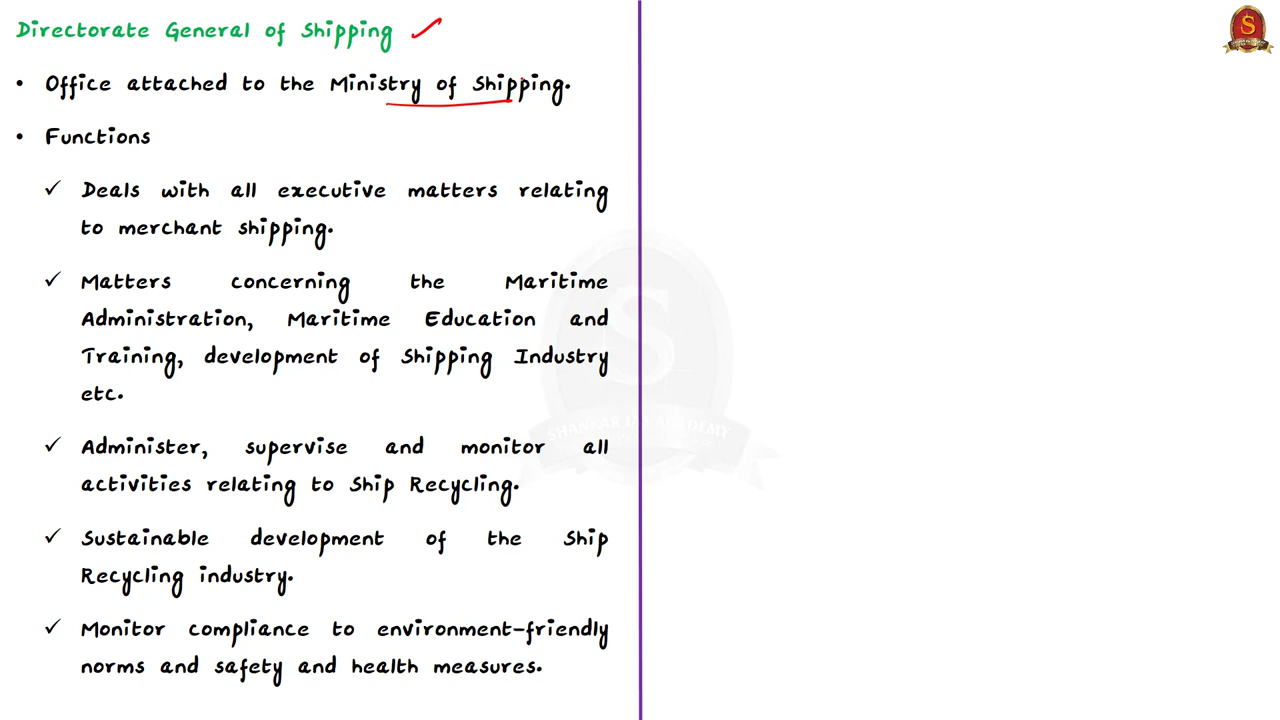 Directorate General of Shipping
• Office attached to the Ministry of Shipping.
• Functions
✓ Deals with all executive matters relating
to merchant shipping.
✓ Matters concerning the Maritime
Administration, Maritime Education and
Training, development of Shipping Industry
etc.
✓ Administer, supervise and monitor all
activities relating to Ship Recycling.
✓ Sustainable development of the Ship
Recycling industry.
✓ Monitor compliance to environment-friendly
norms and safety and health measures.
S
S
SHANKAR IAS ACADEMY